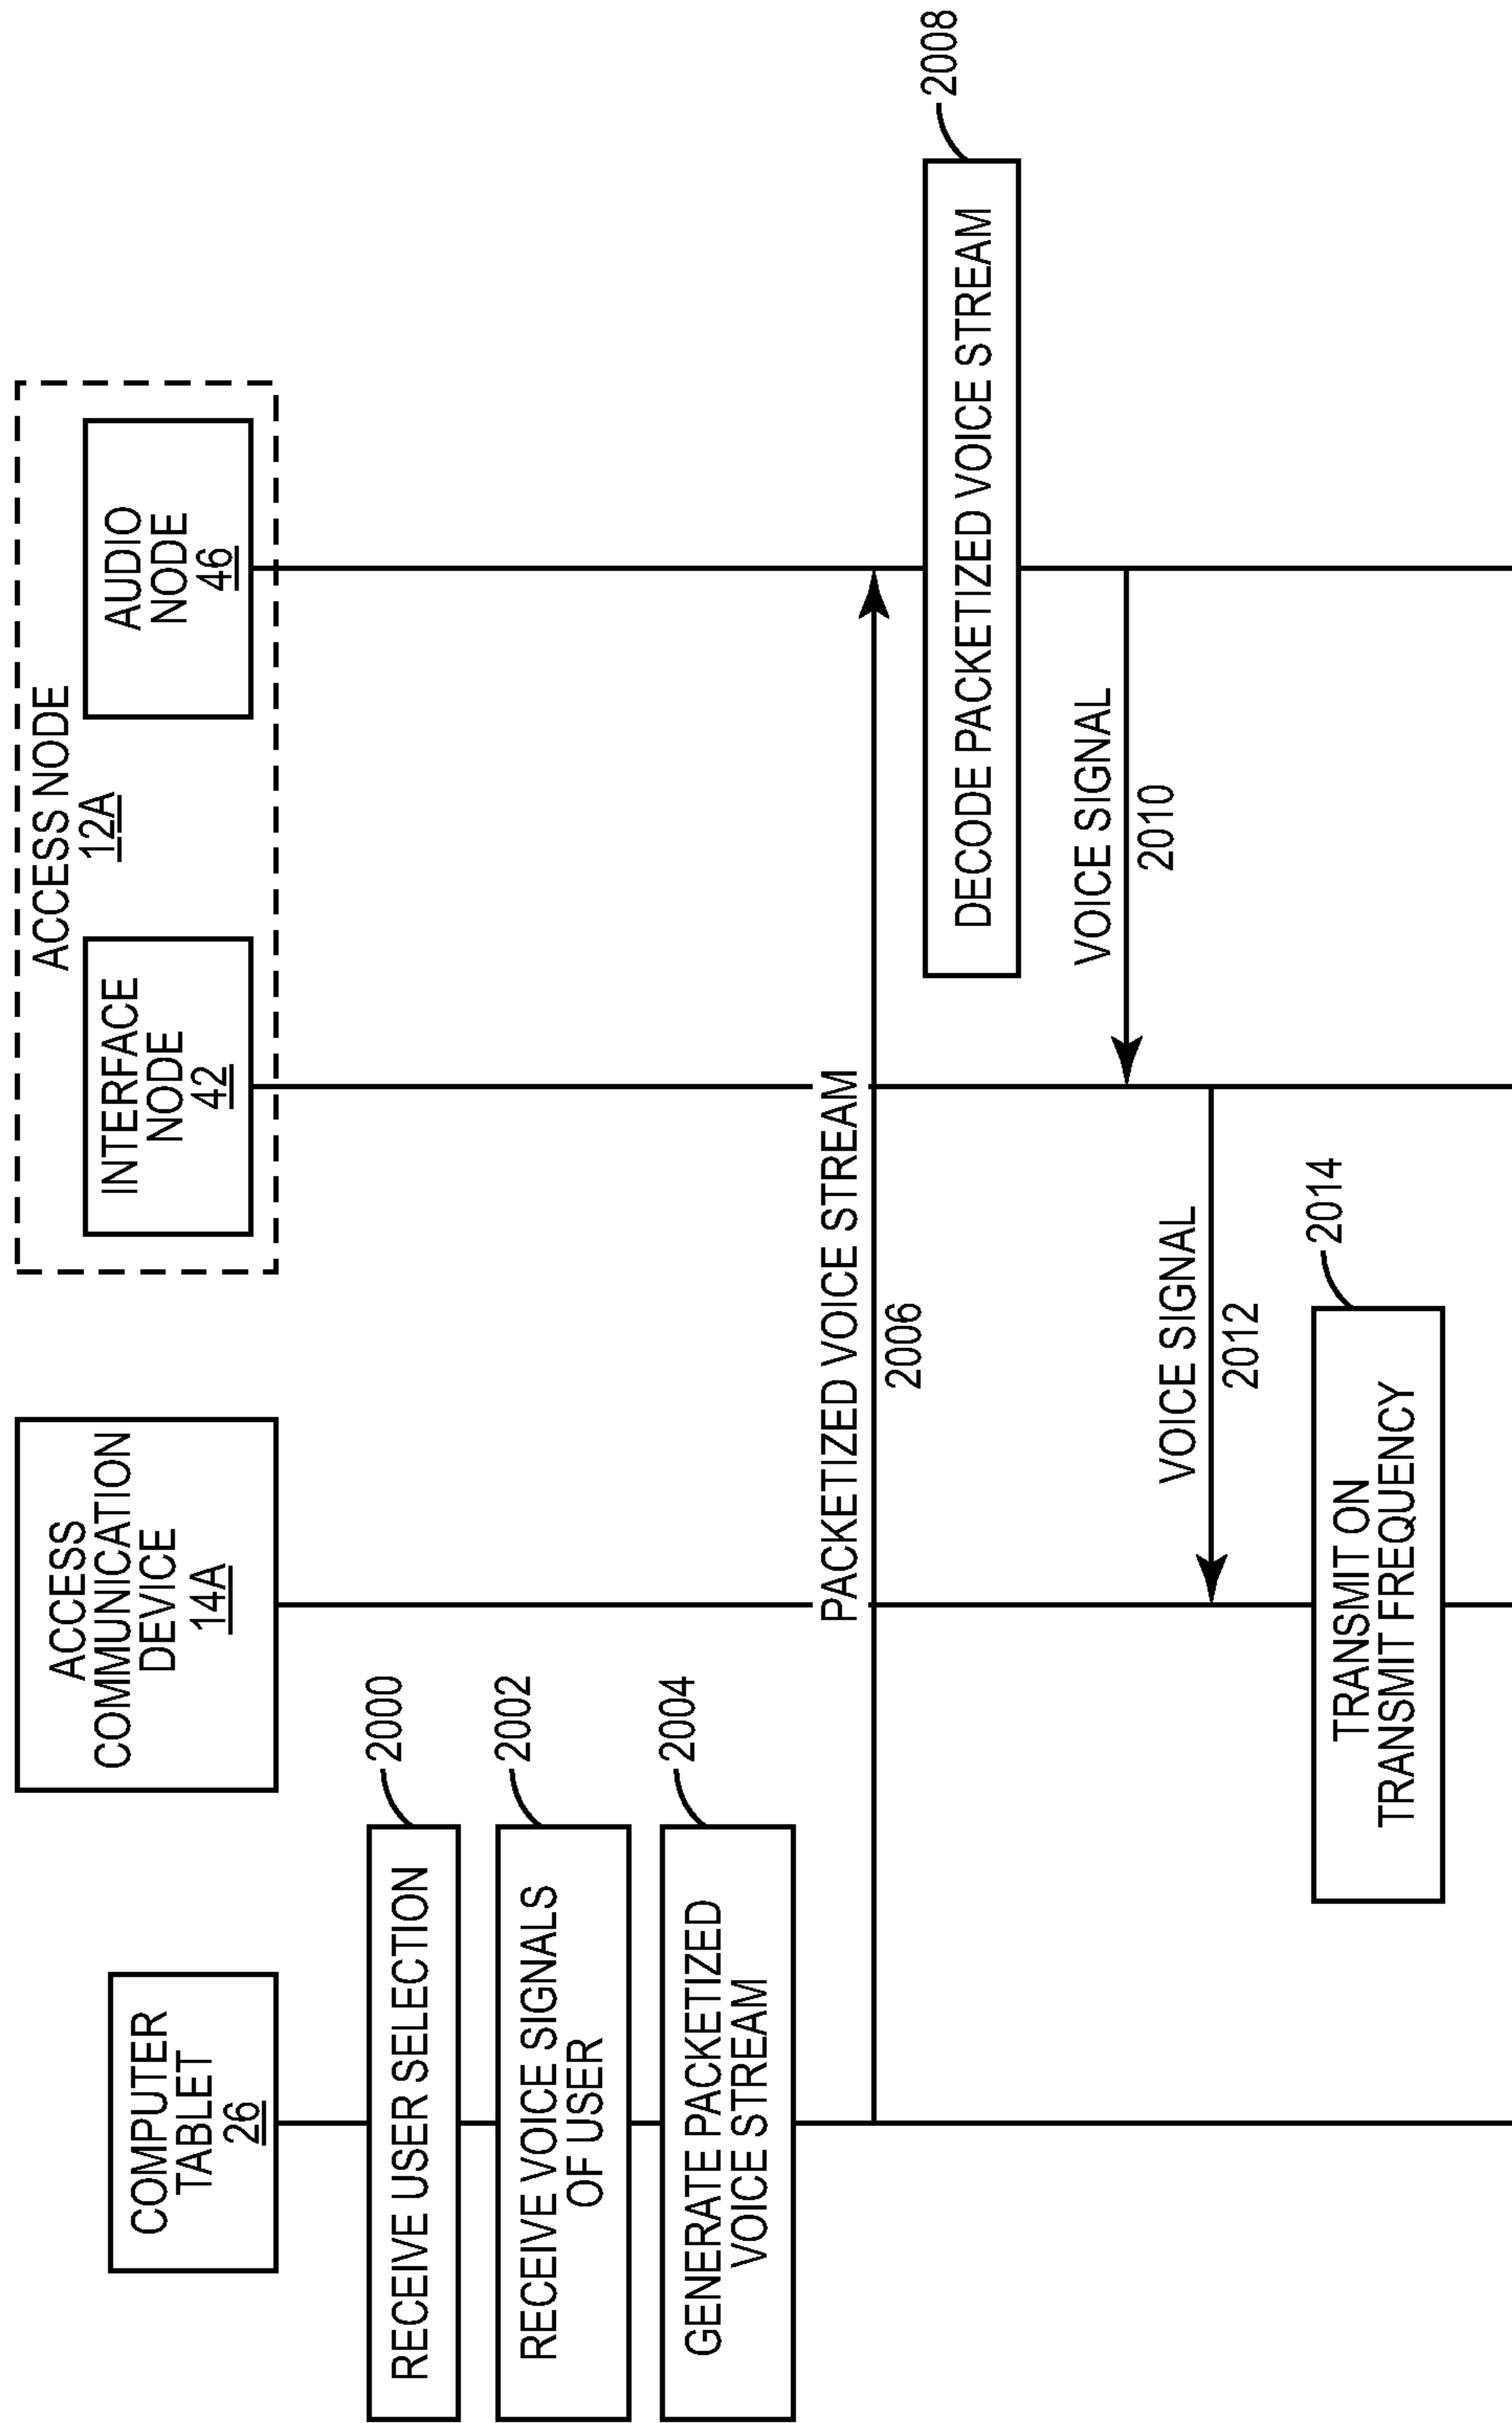 COMPUTER
TABLET
26
ACCESS
COMMUNICATION
DEVICE
14A
ACCESS NODE
12A
INTERFACE
NODE
42
AUDIO
NODE
46
RECEIVE USER SELECTION
2000
RECEIVE VOICE SIGNALS
OF USER
2002
GENERATE PACKETIZED
VOICE STREAM
2004
PACKETIZED VOICE STREAM
2006
DECODE PACKETIZED VOICE STREAM
2008
VOICE SIGNAL
2010
VOICE SIGNAL
2012
TRANSMIT ON
TRANSMIT FREQUENCY
2014